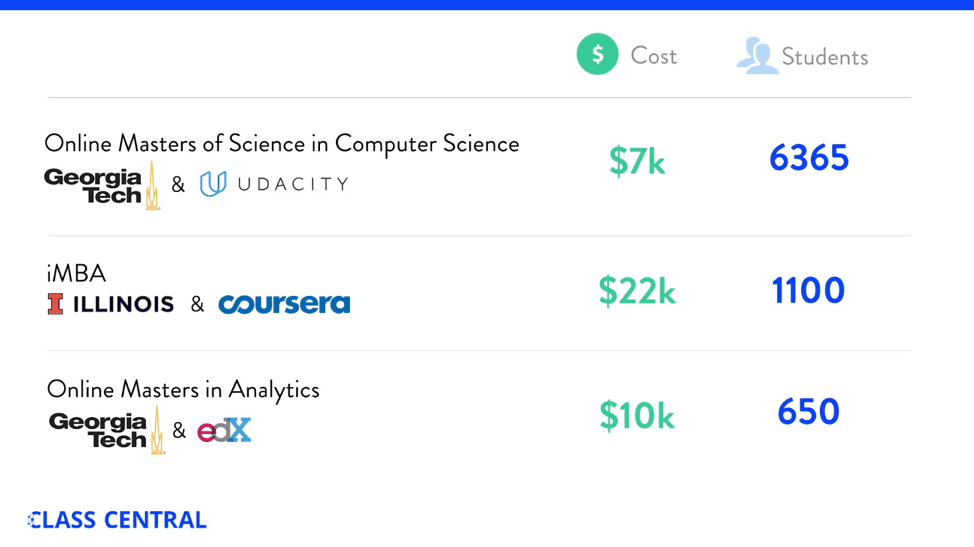 $ Cost Students
Online Masters of Science in Computer Science
Georgia Tech & UDACITY
$7k 6365
iMBA
I ILLINOIS & coursera
$22k 1100
Online Masters in Analytics
Georgia Tech & edX
$10k 650
CLASS CENTRAL